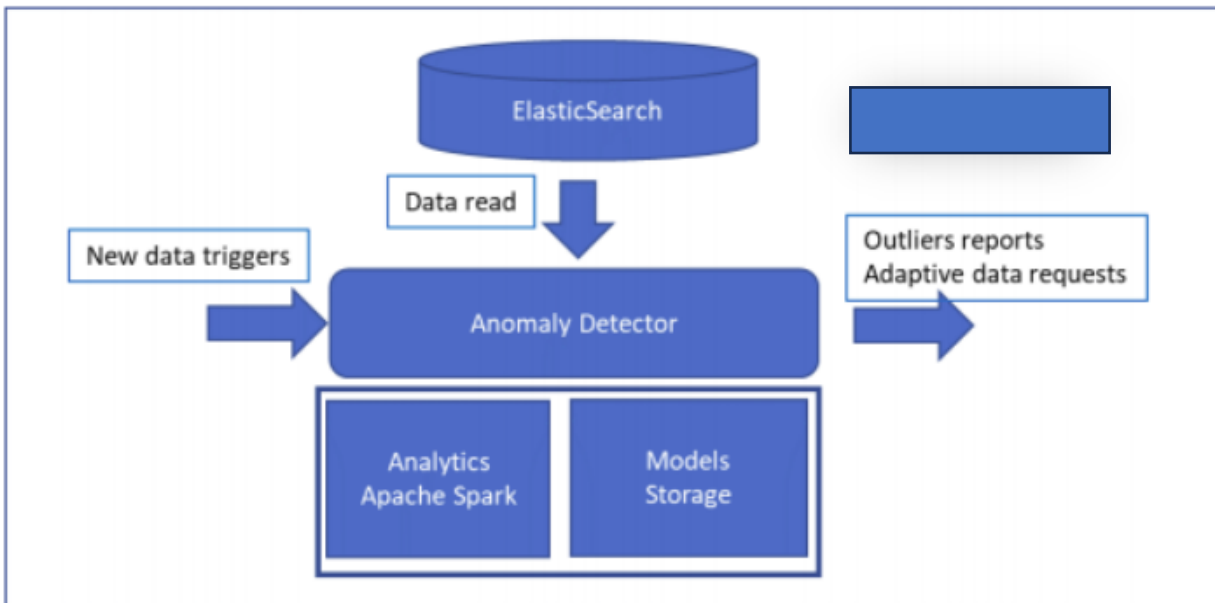 ElasticSearch
Data read
New data triggers
Outliers reports
Adaptive data requests
Anomaly Detector
Analytics
Apache Spark
Models
Storage